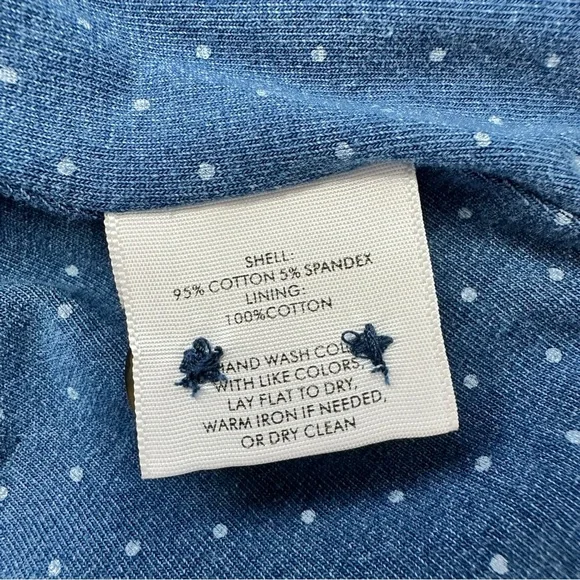 SHELL:
95% COTTON 5% SPANDEX
LINING:
100%COTTON
HAND WASH COLD
WITH LIKE COLORS,
LAY FLAT TO DRY,
WARM IRON IF NEEDED,
OR DRY CLEAN